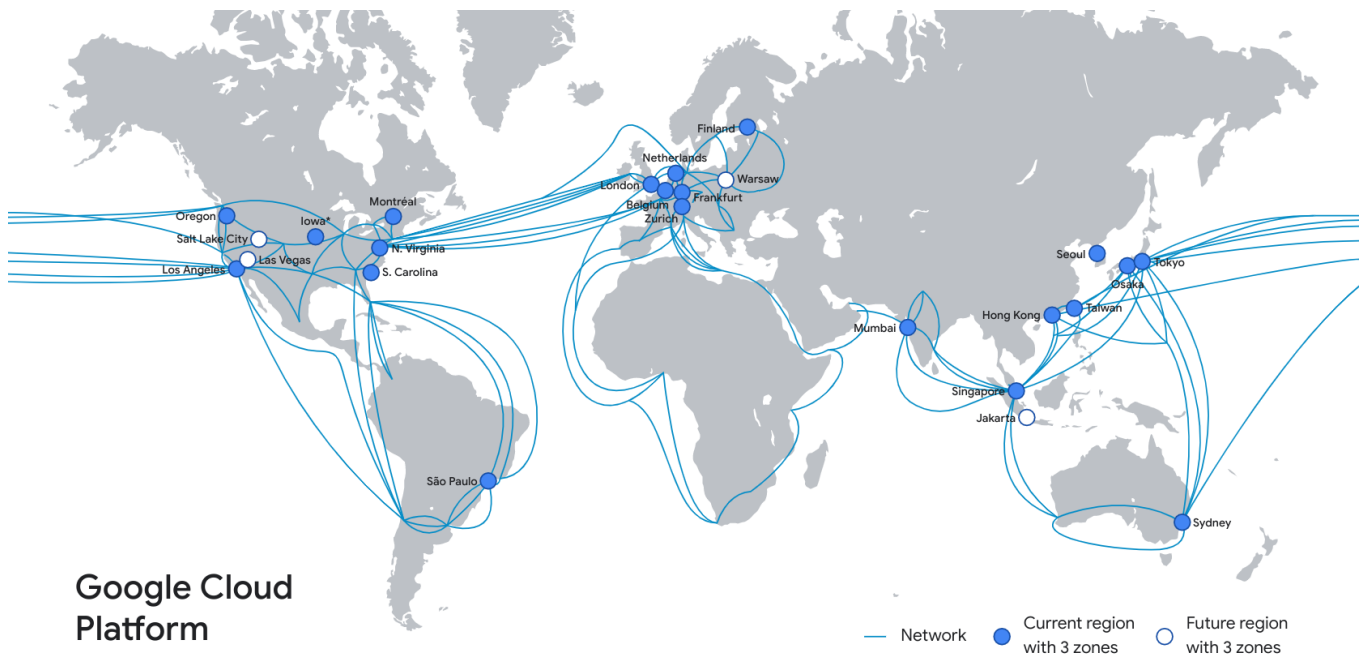 Finland
Netherlands
London
Warsaw
Belgium
Frankfurt
Zurich
Montréal
Oregon
Iowa*
Salt Lake City
N. Virginia
Las Vegas
Los Angeles
S. Carolina
Seoul
Tokyo
Osaka
Hong Kong
Taiwan
Mumbai
Singapore
Jakarta
São Paulo
Sydney
Google Cloud
Platform
Network
Current region
with 3 zones
Future region
with 3 zones